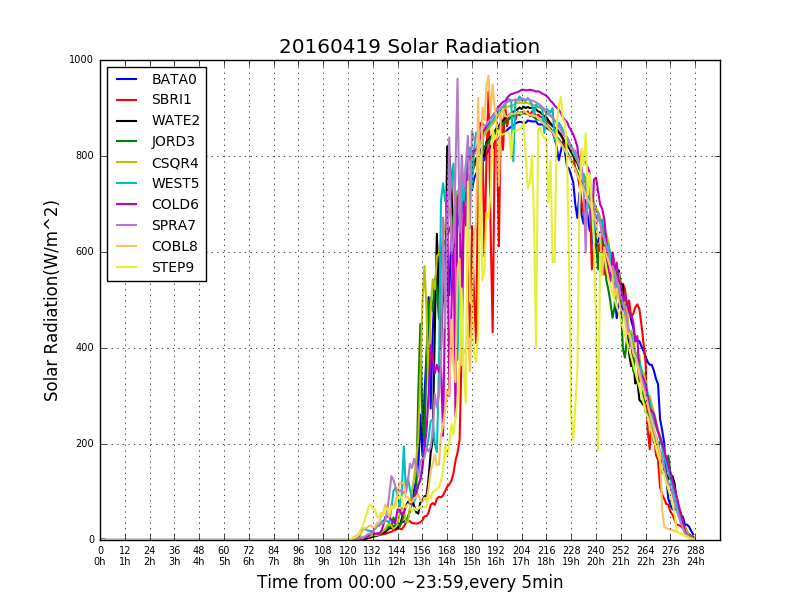 20160419 Solar Radiation
1000
800
600
400
200
0
Solar Radiation(W/m^2)
BATA0
SBRI1
WATE2
JORD3
CSQR4
WEST5
COLD6
SPRA7
COBL8
STEP9
0 12 24 36 48 60 72 84 96 108 120 132 144 156 168 180 192 204 216 228 240 252 264 276 288
0h 1h 2h 3h 4h 5h 6h 7h 8h 9h 10h 11h 12h 13h 14h 15h 16h 17h 18h 19h 20h 21h 22h 23h 24h
Time from 00:00 ~23:59,every 5min